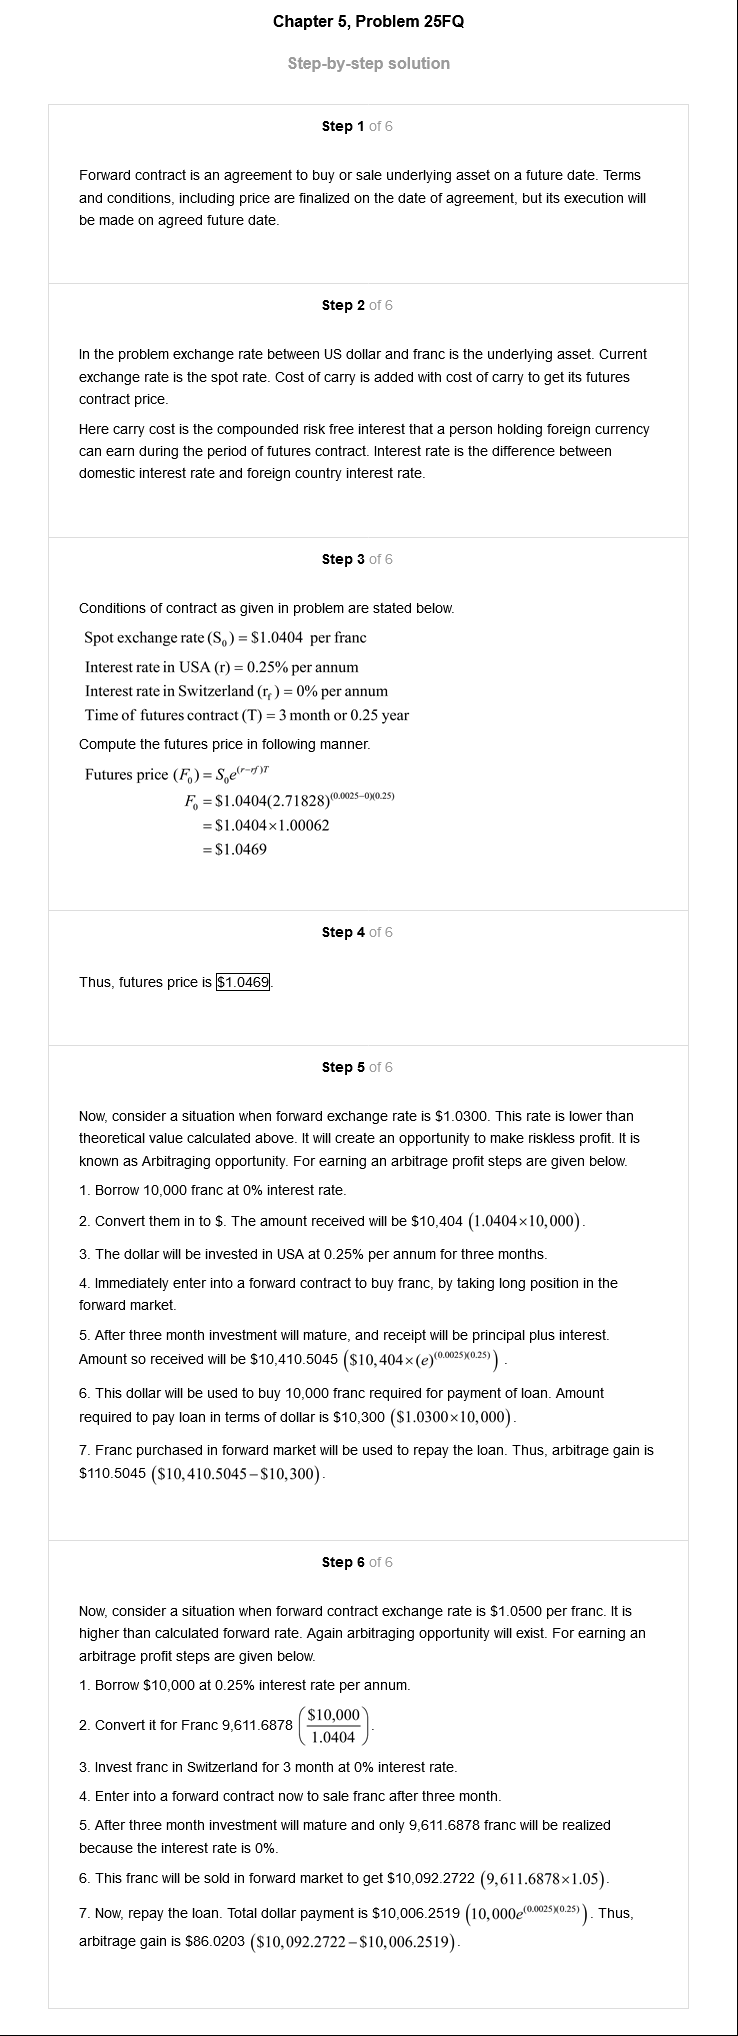 Chapter 5, Problem 25FQ
Step-by-step solution
Step 1 of 6
Forward contract is an agreement to buy or sale underlying asset on a future date. Terms
and conditions, including price are finalized on the date of agreement, but its execution will
be made on agreed future date.
Step 2 of 6
In the problem exchange rate between US dollar and franc is the underlying asset. Current
exchange rate is the spot rate. Cost of carry is added with cost of carry to get its futures
contract price.
Here carry cost is the compounded risk free interest that a person holding foreign currency
can earn during the period of futures contract. Interest rate is the difference between
domestic interest rate and foreign country interest rate.
Step 3 of 6
Conditions of contract as given in problem are stated below.
Spot exchange rate (S₀) = $1.0404 per franc
Interest rate in USA (r) = 0.25% per annum
Interest rate in Switzerland (r_f) = 0% per annum
Time of futures contract (T) = 3 month or 0.25 year
Compute the futures price in following manner.
Futures price (F₀) = S₀e^(r−rf)T
F₀ = $1.0404(2.71828)^(0.0025−0)(0.25)
= $1.0404×1.00062
= $1.0469
Step 4 of 6
Thus, futures price is $1.0469.
Step 5 of 6
Now, consider a situation when forward exchange rate is $1.0300. This rate is lower than
theoretical value calculated above. It will create an opportunity to make riskless profit. It is
known as Arbitraging opportunity. For earning an arbitrage profit steps are given below.
1. Borrow 10,000 franc at 0% interest rate.
2. Convert them in to $. The amount received will be $10,404 (1.0404×10,000).
3. The dollar will be invested in USA at 0.25% per annum for three months.
4. Immediately enter into a forward contract to buy franc, by taking long position in the
forward market.
5. After three month investment will mature, and receipt will be principal plus interest.
Amount so received will be $10,410.5045 ($10,404×(e)^(0.0025)(0.25)).
6. This dollar will be used to buy 10,000 franc required for payment of loan. Amount
required to pay loan in terms of dollar is $10,300 ($1.0300×10,000).
7. Franc purchased in forward market will be used to repay the loan. Thus, arbitrage gain is
$110.5045 ($10,410.5045−$10,300).
Step 6 of 6
Now, consider a situation when forward contract exchange rate is $1.0500 per franc. It is
higher than calculated forward rate. Again arbitraging opportunity will exist. For earning an
arbitrage profit steps are given below.
1. Borrow $10,000 at 0.25% interest rate per annum.
2. Convert it for Franc 9,611.6878 ($10,000/1.0404).
3. Invest franc in Switzerland for 3 month at 0% interest rate.
4. Enter into a forward contract now to sale franc after three month.
5. After three month investment will mature and only 9,611.6878 franc will be realized
because the interest rate is 0%.
6. This franc will be sold in forward market to get $10,092.2722 (9,611.6878×1.05).
7. Now, repay the loan. Total dollar payment is $10,006.2519 (10,000e^(0.0025)(0.25)). Thus,
arbitrage gain is $86.0203 ($10,092.2722−$10,006.2519).